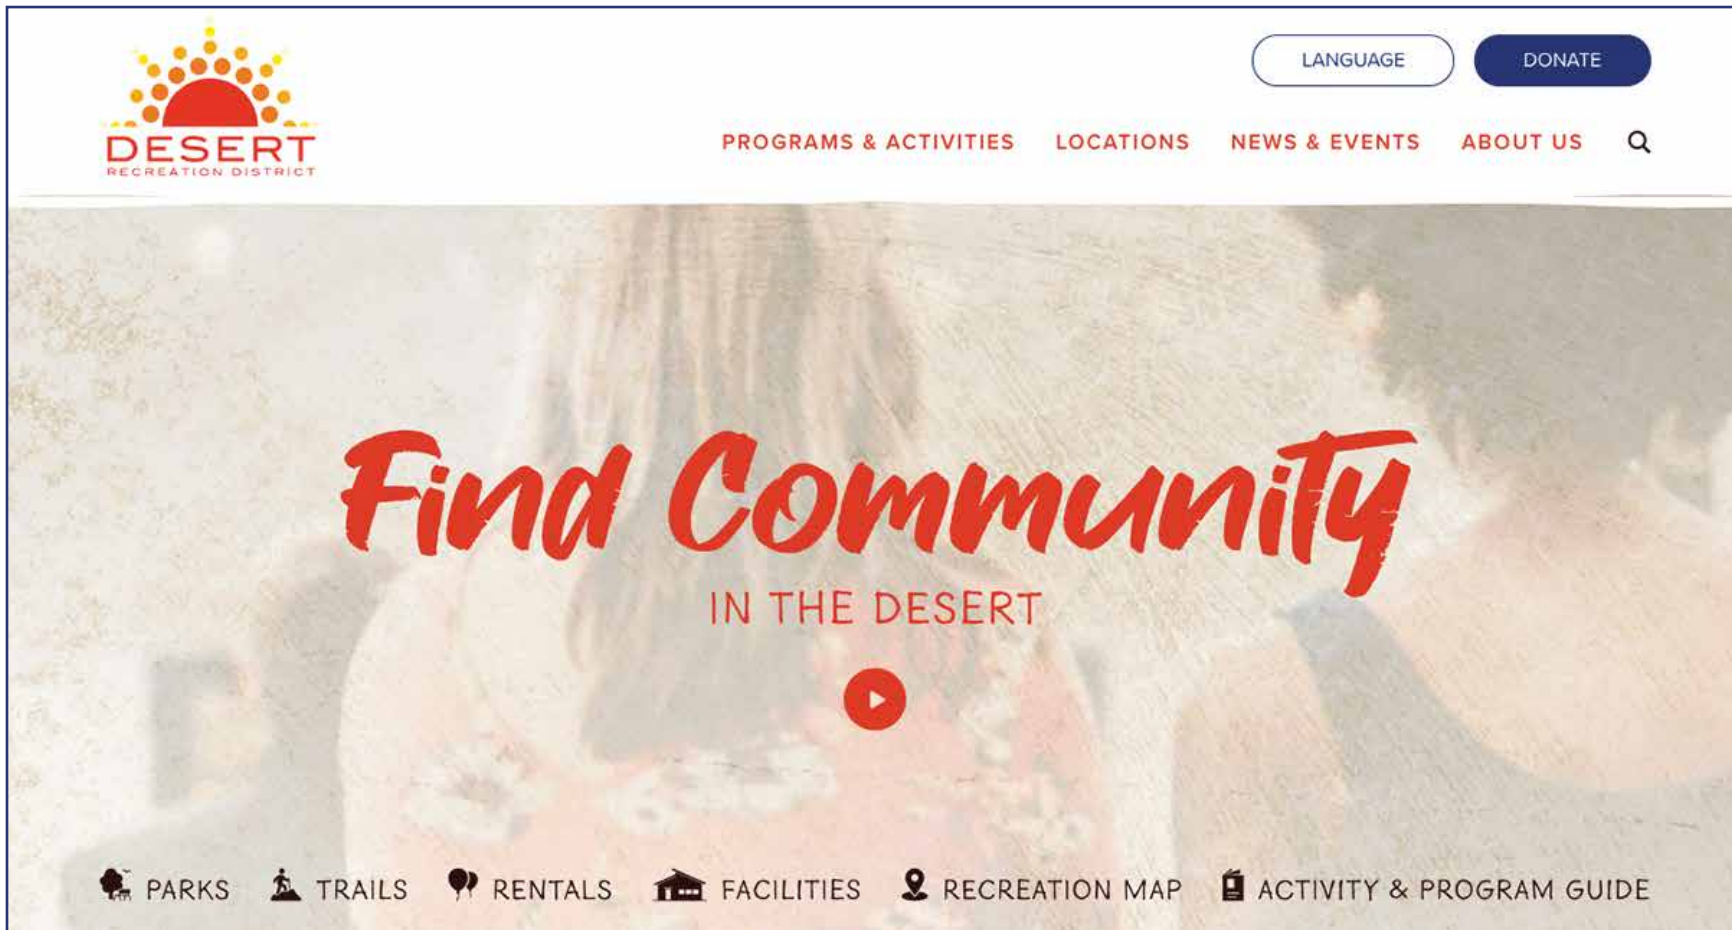 LANGUAGE
DONATE
DESERT
RECREATION DISTRICT
PROGRAMS & ACTIVITIES LOCATIONS NEWS & EVENTS ABOUT US
Find Community
IN THE DESERT
PARKS TRAILS RENTALS FACILITIES RECREATION MAP ACTIVITY & PROGRAM GUIDE